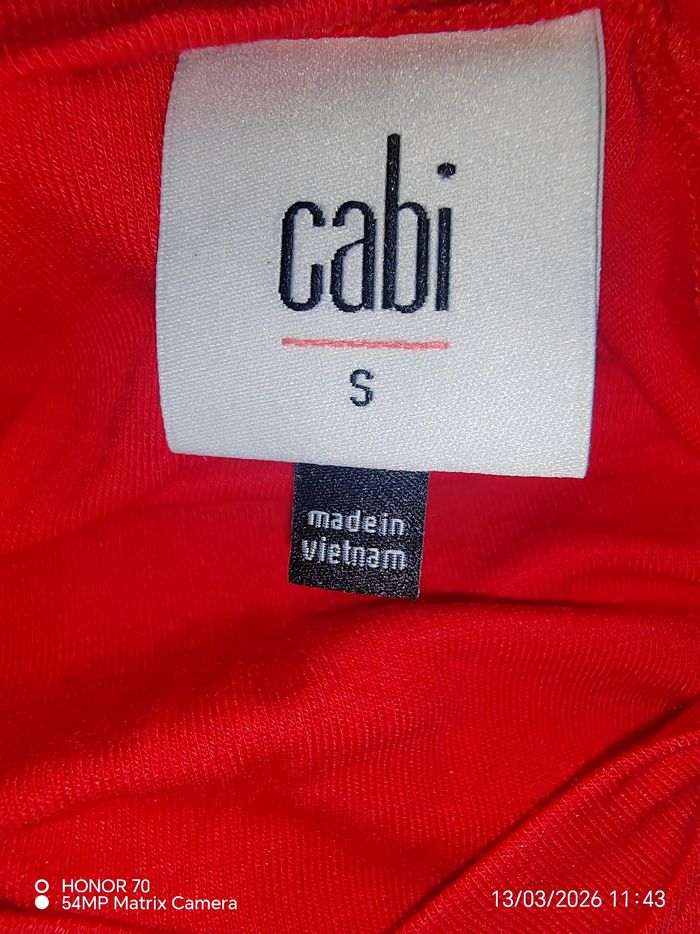 cabi
S
made in
vietnam
HONOR 70
54MP Matrix Camera
13/03/2026 11:43